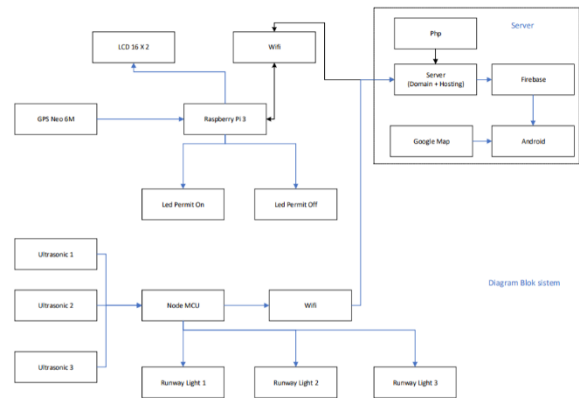 LCD 16 X 2
Wifi
Php
Server
Server
(Domain + Hosting)
Firebase
GPS Neo 6M
Raspberry Pi 3
Google Map
Android
Led Permit On
Led Permit Off
Ultrasonic 1
Diagram Blok sistem
Ultrasonic 2
Node MCU
Wifi
Ultrasonic 3
Runway Light 1
Runway Light 2
Runway Light 3